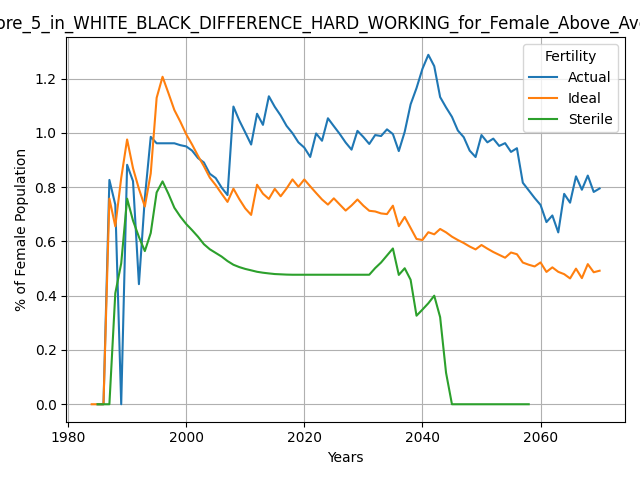 ore_5_in_WHITE_BLACK_DIFFERENCE_HARD_WORKING_for_Female_Above_Ave
Fertility
Actual
Ideal
Sterile
% of Female Population
1.2
1.0
0.8
0.6
0.4
0.2
0.0
1980
2000
2020
2040
2060
Years